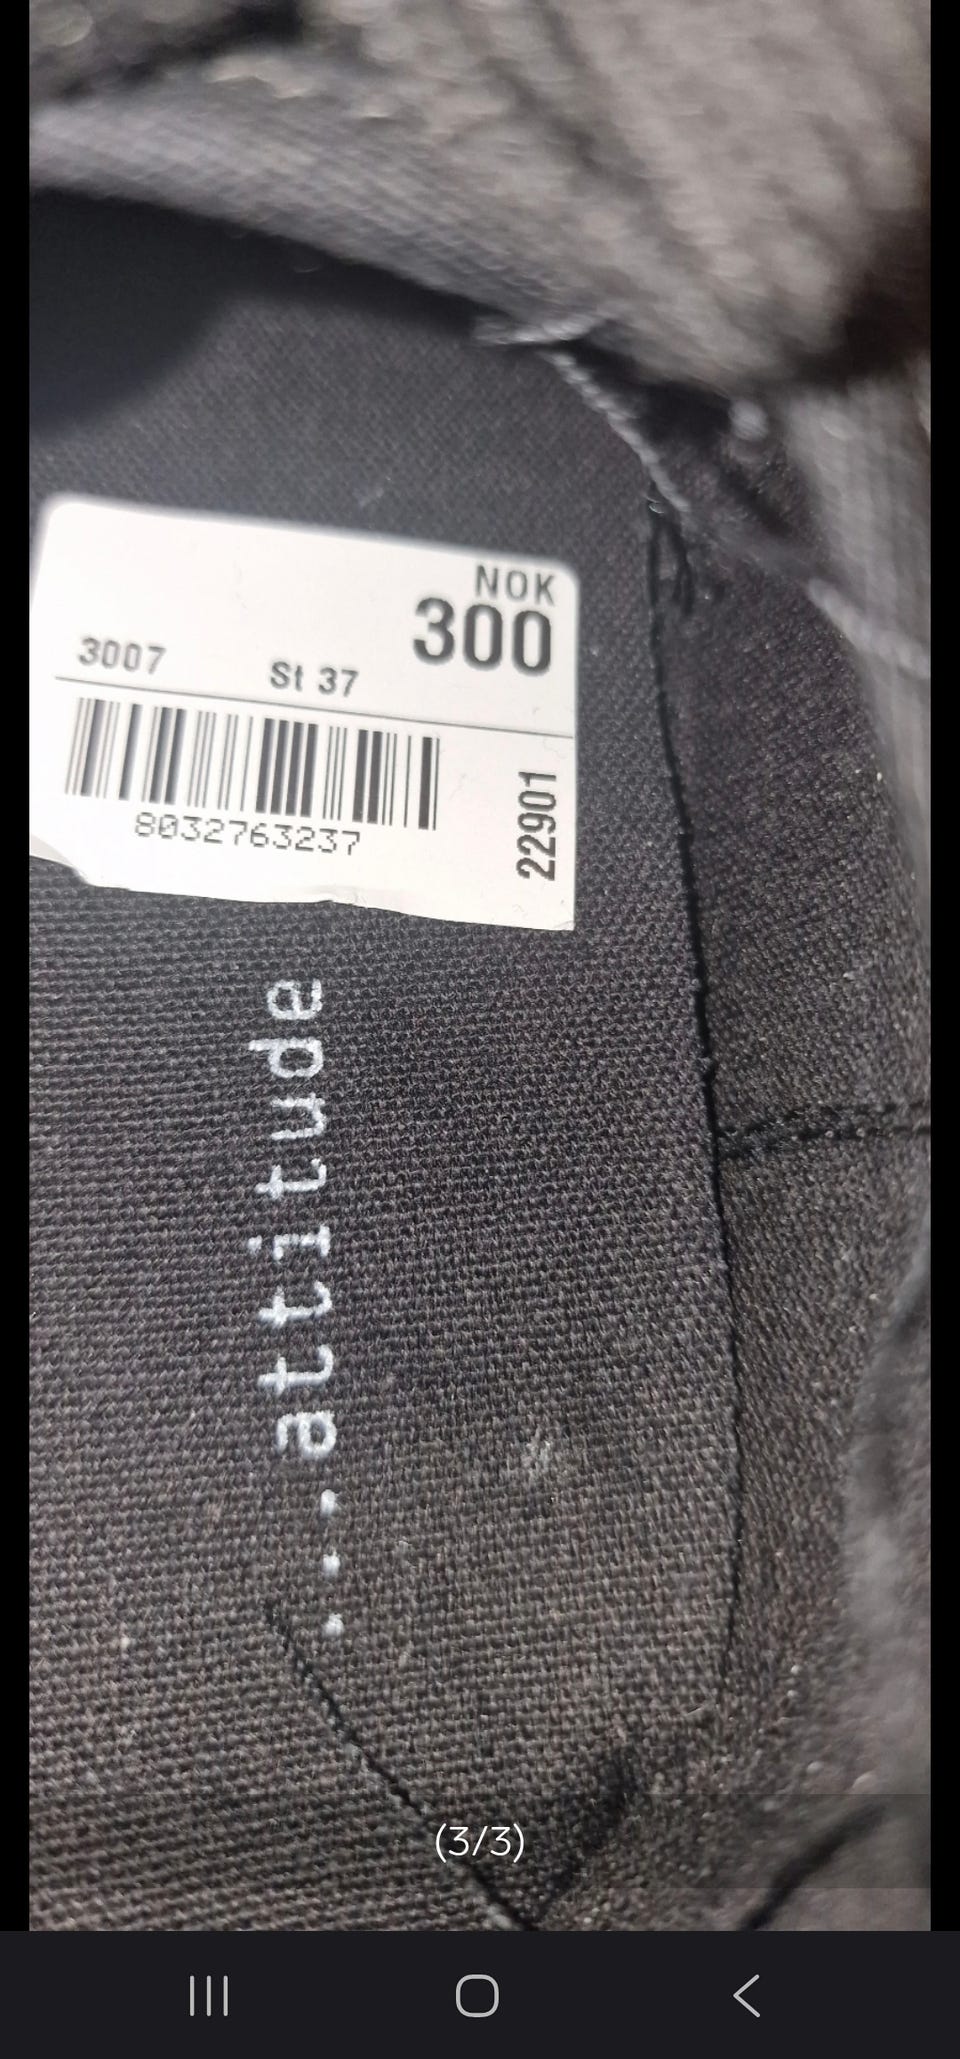 NOK
300
3007 St 37
8032763237
22901
...attitude
(3/3)